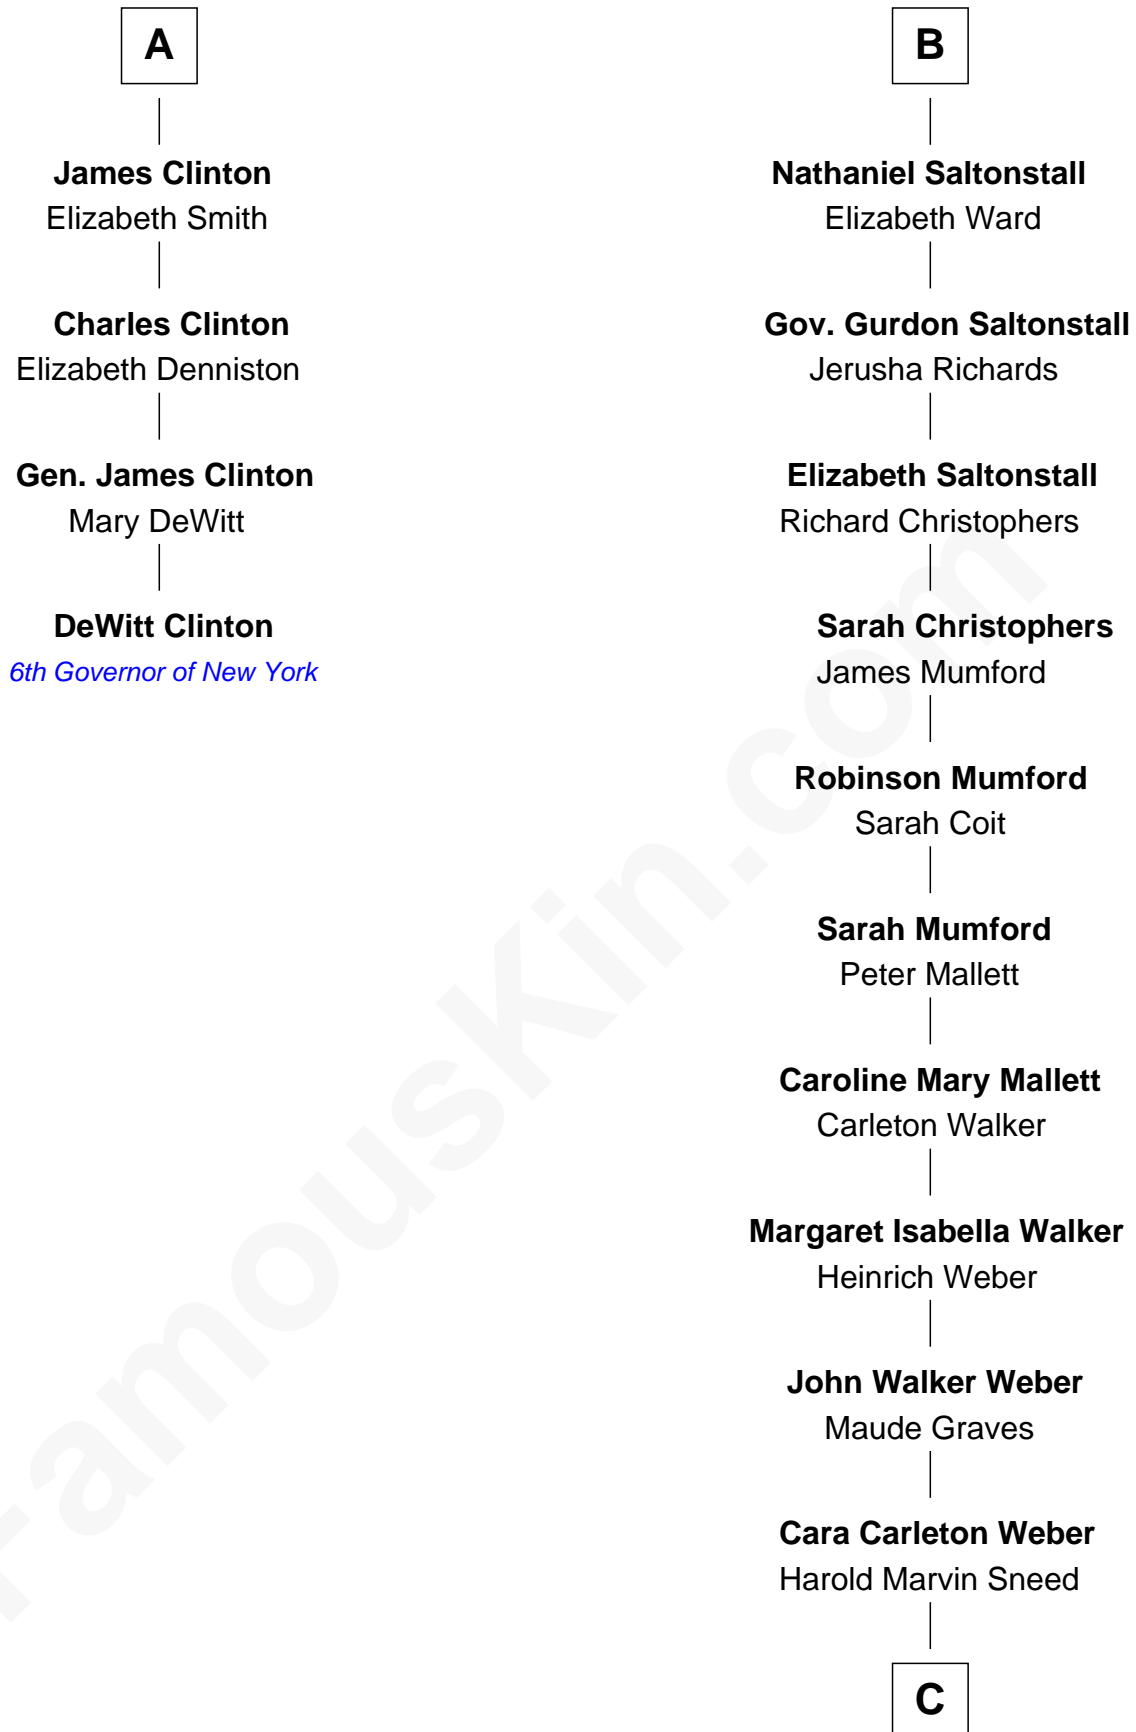 A
James Clinton
Elizabeth Smith
Charles Clinton
Elizabeth Denniston
Gen. James Clinton
Mary DeWitt
DeWitt Clinton
6th Governor of New York
B
Nathaniel Saltonstall
Elizabeth Ward
Gov. Gurdon Saltonstall
Jerusha Richards
Elizabeth Saltonstall
Richard Christophers
Sarah Christophers
James Mumford
Robinson Mumford
Sarah Coit
Sarah Mumford
Peter Mallett
Caroline Mary Mallett
Carleton Walker
Margaret Isabella Walker
Heinrich Weber
John Walker Weber
Maude Graves
Cara Carleton Weber
Harold Marvin Sneed
C
FamousKin.com